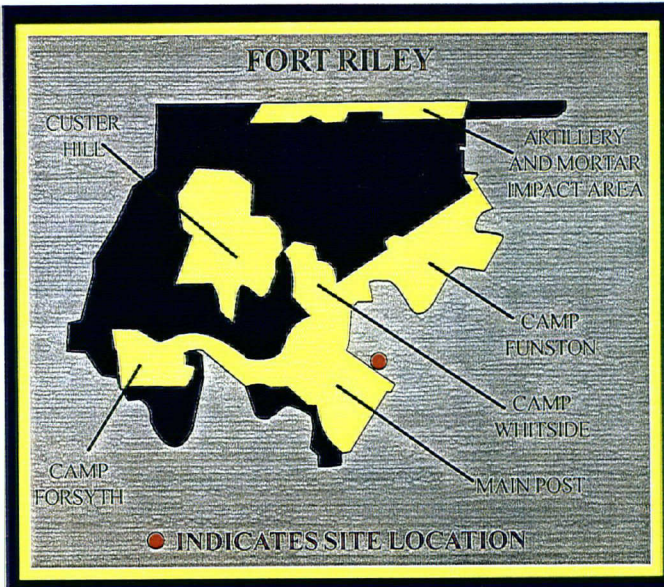 FORT RILEY
CUSTER
HILL
ARTILLERY
AND MORTAR
IMPACT AREA
CAMP
FUNSTON
CAMP
WHITSIDE
CAMP
FORSYTH
MAIN POST
INDICATES SITE LOCATION